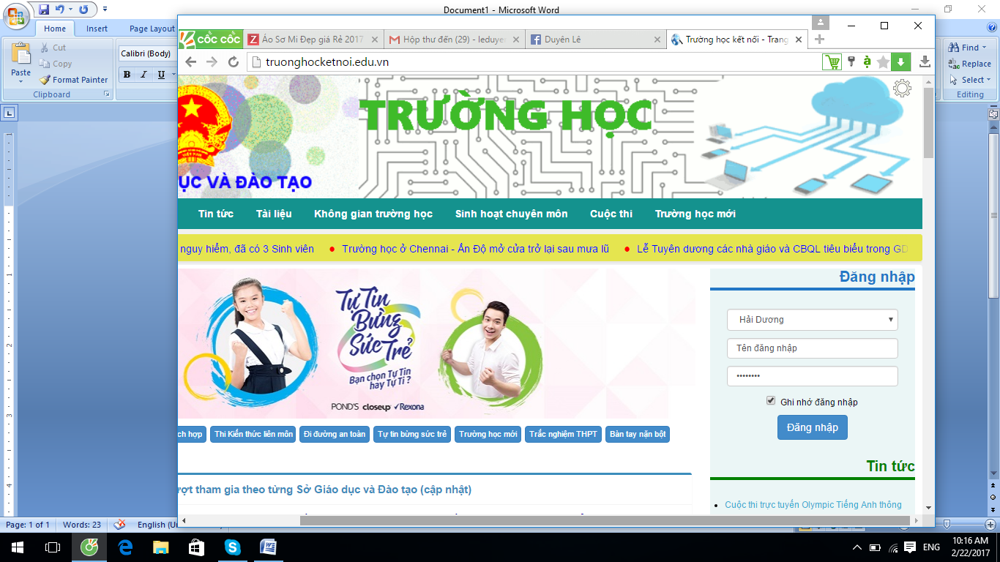 Document1 - Microsoft Word
Home Insert Page Layout
Cut
Copy
Format Painter
Paste
Clipboard
Calibri (Body)
B I U
Find
Replace
Select
Editing
CỐC CỐC
Áo Sơ Mi Đẹp giá Rẻ 2017
Hộp thư đến (29) - leduye
Duyên Lê
Trường học kết nối - Trang
truonghocketnoi.edu.vn
TRƯỜNG HỌC
VIỆT NAM
ỤC VÀ ĐÀO TẠO
Tin tức Tài liệu Không gian trường học Sinh hoạt chuyên môn Cuộc thi Trường học mới
nguy hiểm, đã có 3 Sinh viên • Trường học ở Chennai - Ấn Độ mở cửa trở lại sau mưa lũ • Lễ Tuyên dương các nhà giáo và CBQL tiêu biểu trong GD
Tự Tin
Bừng
Sức Trẻ
Bạn chọn Tự Tin
hay Tự Ti ?
POND'S closeup Rexona
Đăng nhập
Hải Dương
Tên đăng nhập
••••••••
Ghi nhớ đăng nhập
Đăng nhập
ch hợp Thi Kiến thức liên môn Đi đường an toàn Tự tin bừng sức trẻ Trường học mới Trắc nghiệm THPT Bàn tay nặn bột
Tin tức
ượt tham gia theo từng Sở Giáo dục và Đào tạo (cập nhật)
Cuộc thi trực tuyến Olympic Tiếng Anh thông
Page: 1 of 1 Words: 23 English (U
ENG
10:16 AM
2/22/2017